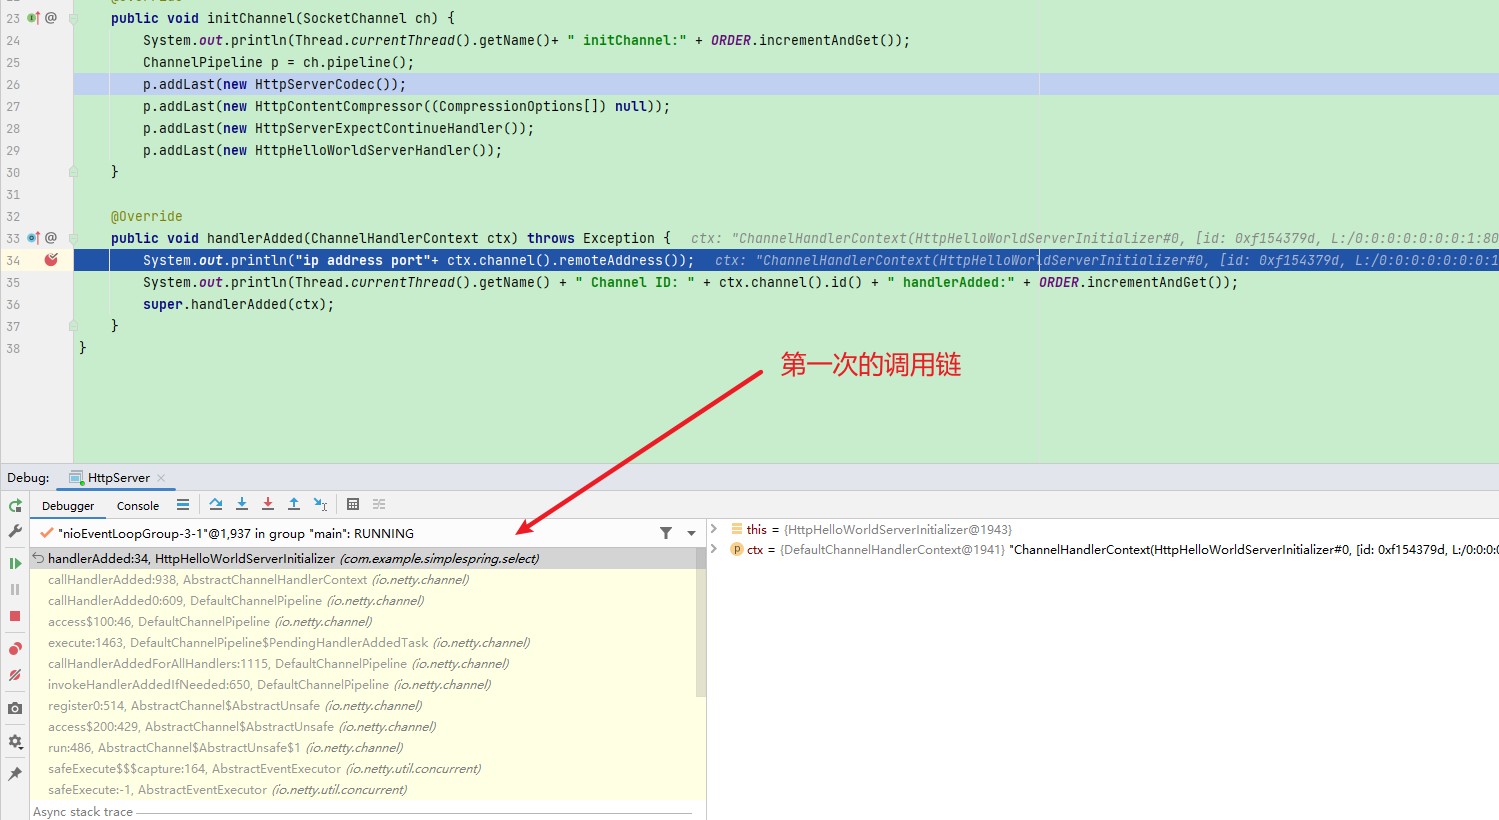 23 public void initChannel(SocketChannel ch) {
24 System.out.println(Thread.currentThread().getName()+ " initChannel:" + ORDER.incrementAndGet());
25 ChannelPipeline p = ch.pipeline();
26 p.addLast(new HttpServerCodec());
27 p.addLast(new HttpContentCompressor((CompressionOptions[]) null));
28 p.addLast(new HttpServerExpectContinueHandler());
29 p.addLast(new HttpHelloWorldServerHandler());
30 }
31
32 @Override
33 public void handlerAdded(ChannelHandlerContext ctx) throws Exception { ctx: "ChannelHandlerContext(HttpHelloWorldServerInitializer#0, [id: 0xf154379d, L:/0:0:0:0:0:0:0:1:80
34 System.out.println("ip address port"+ ctx.channel().remoteAddress()); ctx: "ChannelHandlerContext(HttpHelloWorldServerInitializer#0, [id: 0xf154379d, L:/0:0:0:0:0:0:0:1
35 System.out.println(Thread.currentThread().getName() + " Channel ID: " + ctx.channel().id() + " handlerAdded:" + ORDER.incrementAndGet());
36 super.handlerAdded(ctx);
37 }
38 }
第一次的调用链
Debug: HttpServer
Debugger Console
"nioEventLoopGroup-3-1"@1,937 in group "main": RUNNING
handlerAdded:34, HttpHelloWorldServerInitializer (com.example.simplespring.select)
callHandlerAdded:938, AbstractChannelHandlerContext (io.netty.channel)
callHandlerAdded0:609, DefaultChannelPipeline (io.netty.channel)
access$100:46, DefaultChannelPipeline (io.netty.channel)
execute:1463, DefaultChannelPipeline$PendingHandlerAddedTask (io.netty.channel)
callHandlerAddedForAllHandlers:1115, DefaultChannelPipeline (io.netty.channel)
invokeHandlerAddedIfNeeded:650, DefaultChannelPipeline (io.netty.channel)
register0:514, AbstractChannel$AbstractUnsafe (io.netty.channel)
access$200:429, AbstractChannel$AbstractUnsafe (io.netty.channel)
run:486, AbstractChannel$AbstractUnsafe$1 (io.netty.channel)
safeExecute$$$capture:164, AbstractEventExecutor (io.netty.util.concurrent)
safeExecute:-1, AbstractEventExecutor (io.netty.util.concurrent)
Async stack trace
this = {HttpHelloWorldServerInitializer@1943}
ctx = {DefaultChannelHandlerContext@1941} "ChannelHandlerContext(HttpHelloWorldServerInitializer#0, [id: 0xf154379d, L:/0:0:0